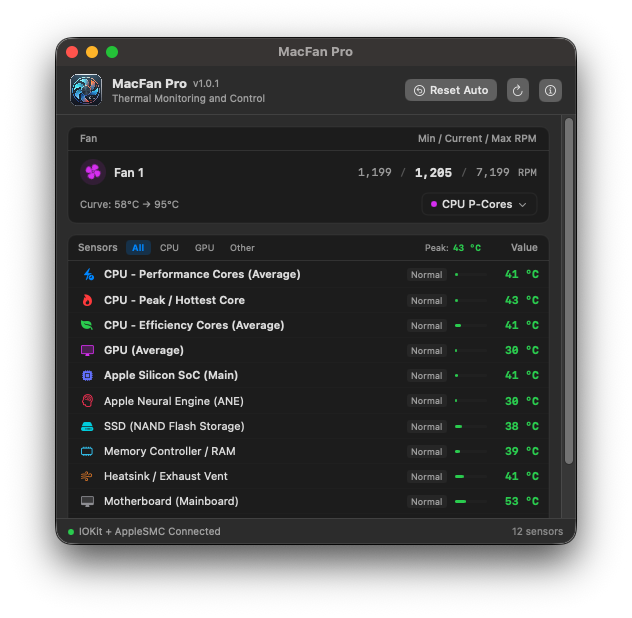 MacFan Pro
MacFan Pro v1.0.1
Thermal Monitoring and Control
Reset Auto
Fan Min / Current / Max RPM
Fan 1 1,199 / 1,205 / 7,199 RPM
Curve: 58°C → 95°C CPU P-Cores
Sensors All CPU GPU Other Peak: 43 °C Value
CPU - Performance Cores (Average) Normal 41 °C
CPU - Peak / Hottest Core Normal 43 °C
CPU - Efficiency Cores (Average) Normal 41 °C
GPU (Average) Normal 30 °C
Apple Silicon SoC (Main) Normal 41 °C
Apple Neural Engine (ANE) Normal 30 °C
SSD (NAND Flash Storage) Normal 38 °C
Memory Controller / RAM Normal 39 °C
Heatsink / Exhaust Vent Normal 41 °C
Motherboard (Mainboard) Normal 53 °C
IOKit + AppleSMC Connected 12 sensors